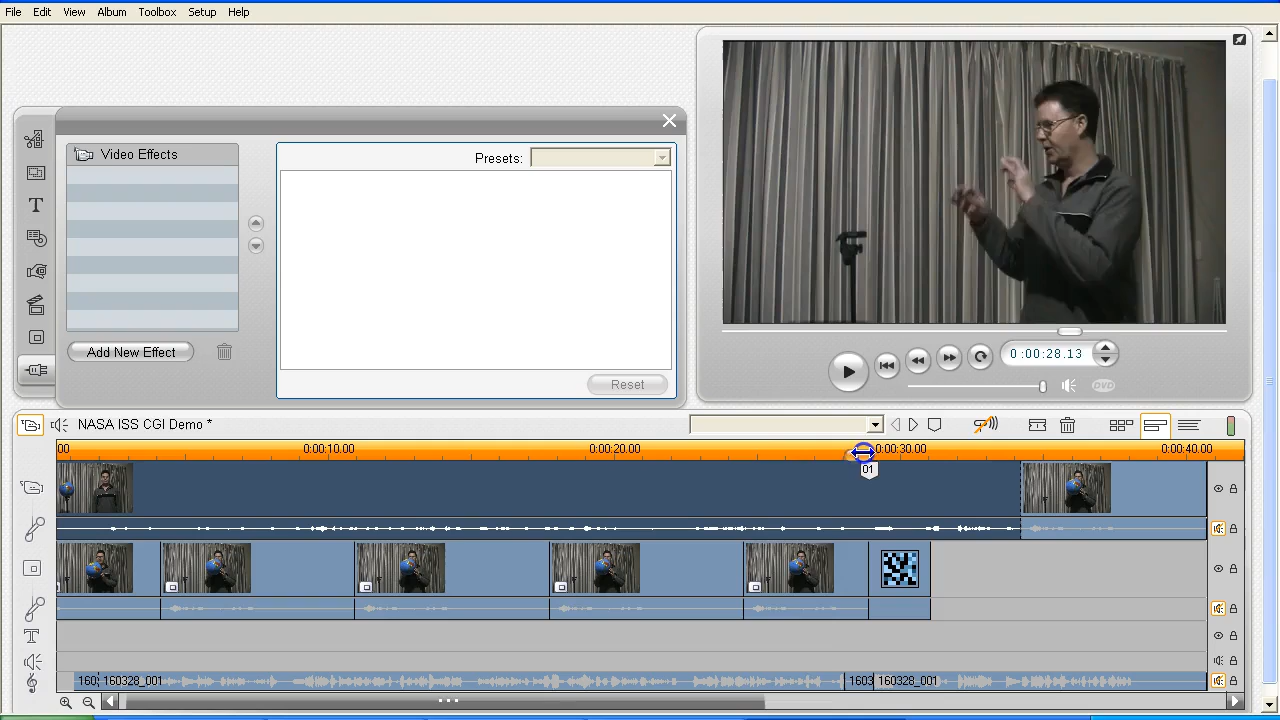 File Edit View Album Toolbox Setup Help
Video Effects
Presets:
Add New Effect
Reset
T
0:00:28.13
DVD
NASA ISS CGI Demo *
00 0:00:10.00 0:00:20.00 0:00:30.00 0:00:40.00
01
T
160 160328_001 1603 160328_001